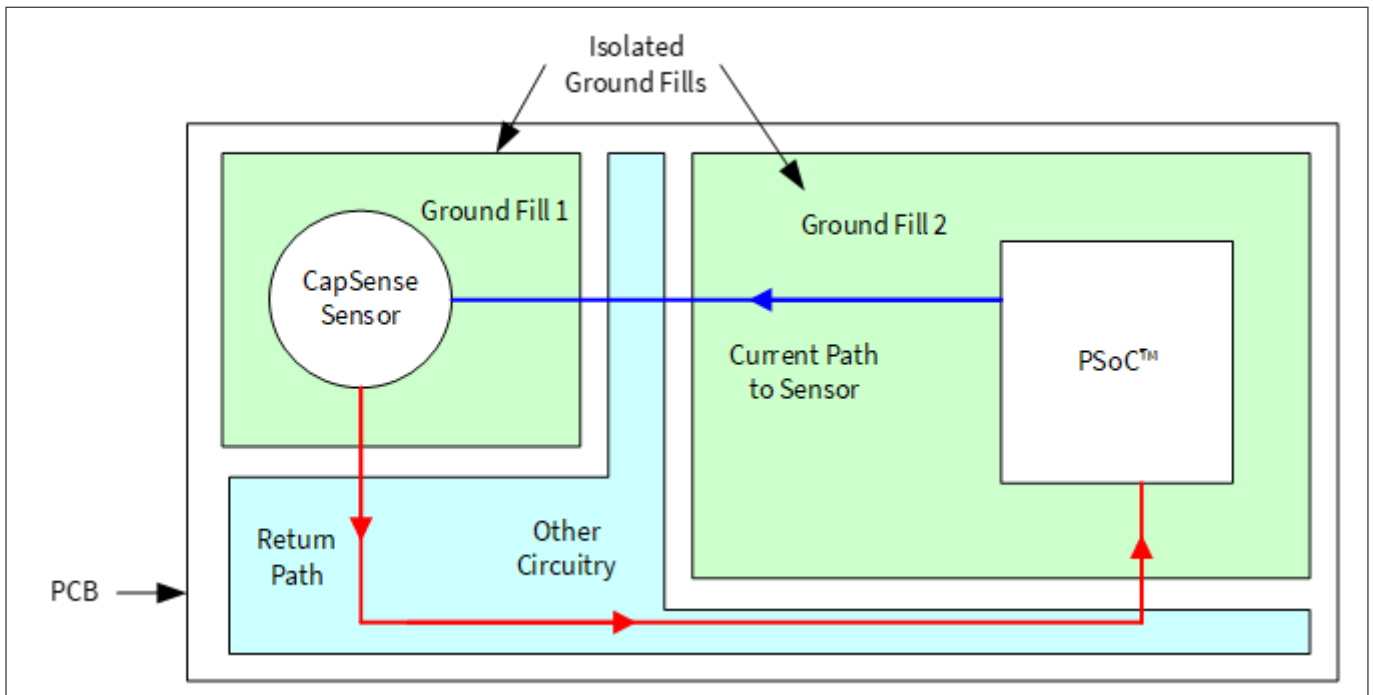 Isolated
Ground Fills
Ground Fill 1
Ground Fill 2
CapSense
Sensor
Current Path
to Sensor
PSoC™
Return
Path
Other
Circuitry
PCB